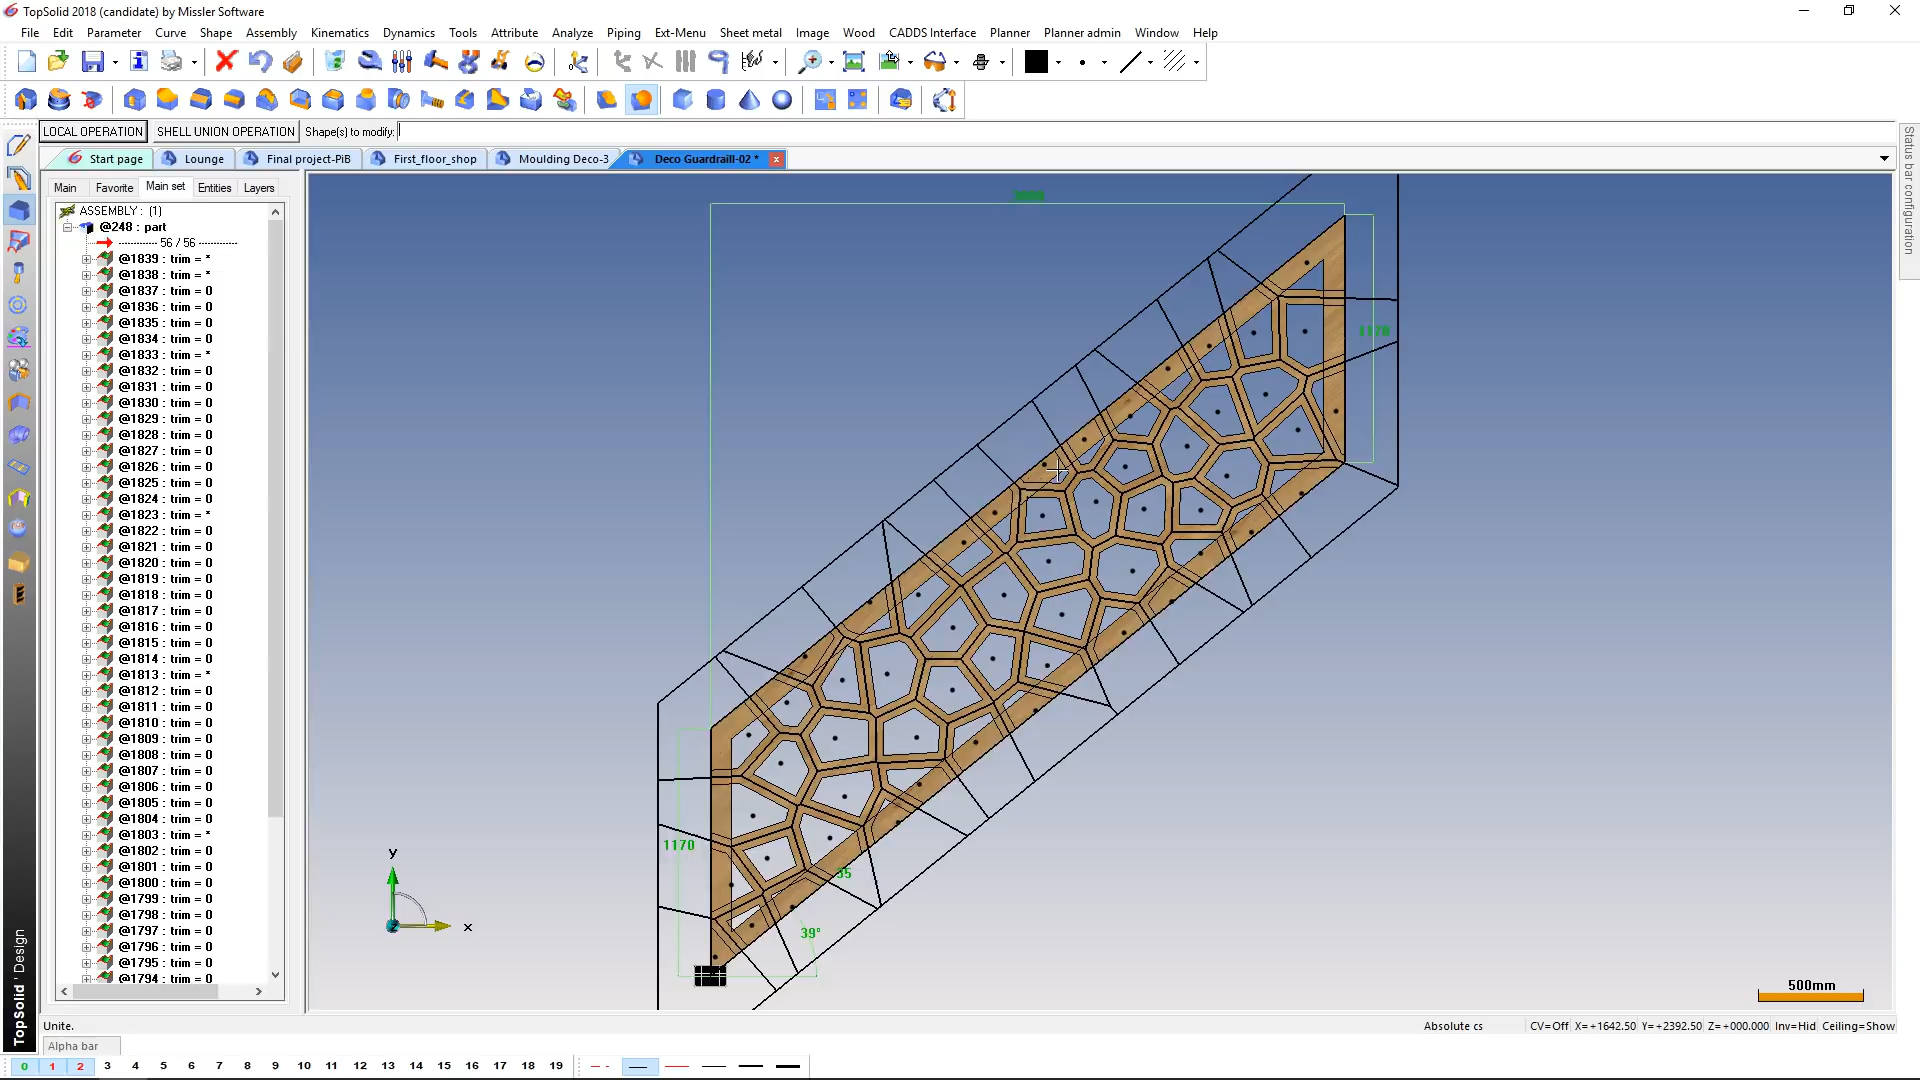 TopSolid 2018 (candidate) by Missler Software
File Edit Parameter Curve Shape Assembly Kinematics Dynamics Tools Attribute Analyze Piping Ext-Menu Sheet metal Image Wood CADDS Interface Planner Planner admin Window Help
LOCAL OPERATION SHELL UNION OPERATION Shape(s) to modify:
Start page Lounge Final project-PiB First_floor_shop Moulding Deco-3 Deco Guardraill-02 *
Status bar configuration
Main Favorite Main set Entities Layers
ASSEMBLY : (1)
@248 : part
56 / 56
@1839 : trim = *
@1838 : trim = *
@1837 : trim = 0
@1836 : trim = 0
@1835 : trim = 0
@1834 : trim = 0
@1833 : trim = *
@1832 : trim = 0
@1831 : trim = 0
@1830 : trim = 0
@1829 : trim = 0
@1828 : trim = 0
@1827 : trim = 0
@1826 : trim = 0
@1825 : trim = 0
@1824 : trim = 0
@1823 : trim = *
@1822 : trim = 0
@1821 : trim = 0
@1820 : trim = 0
@1819 : trim = 0
@1818 : trim = 0
@1817 : trim = 0
@1816 : trim = 0
@1815 : trim = 0
@1814 : trim = 0
@1813 : trim = *
@1812 : trim = 0
@1811 : trim = 0
@1810 : trim = 0
@1809 : trim = 0
@1808 : trim = 0
@1807 : trim = 0
@1806 : trim = 0
@1805 : trim = 0
@1804 : trim = 0
@1803 : trim = *
@1802 : trim = 0
@1801 : trim = 0
@1800 : trim = 0
@1799 : trim = 0
@1798 : trim = 0
@1797 : trim = 0
@1796 : trim = 0
@1795 : trim = 0
@1794 : trim = 0
TopSolid ' Design
1170
1170
35
39°
y
x
z
500mm
Unite.
Absolute cs CV=Off X=+1642.50 Y=+2392.50 Z=+000.000 Inv=Hid Ceiling=Show
Alpha bar
0 1 2 3 4 5 6 7 8 9 10 11 12 13 14 15 16 17 18 19